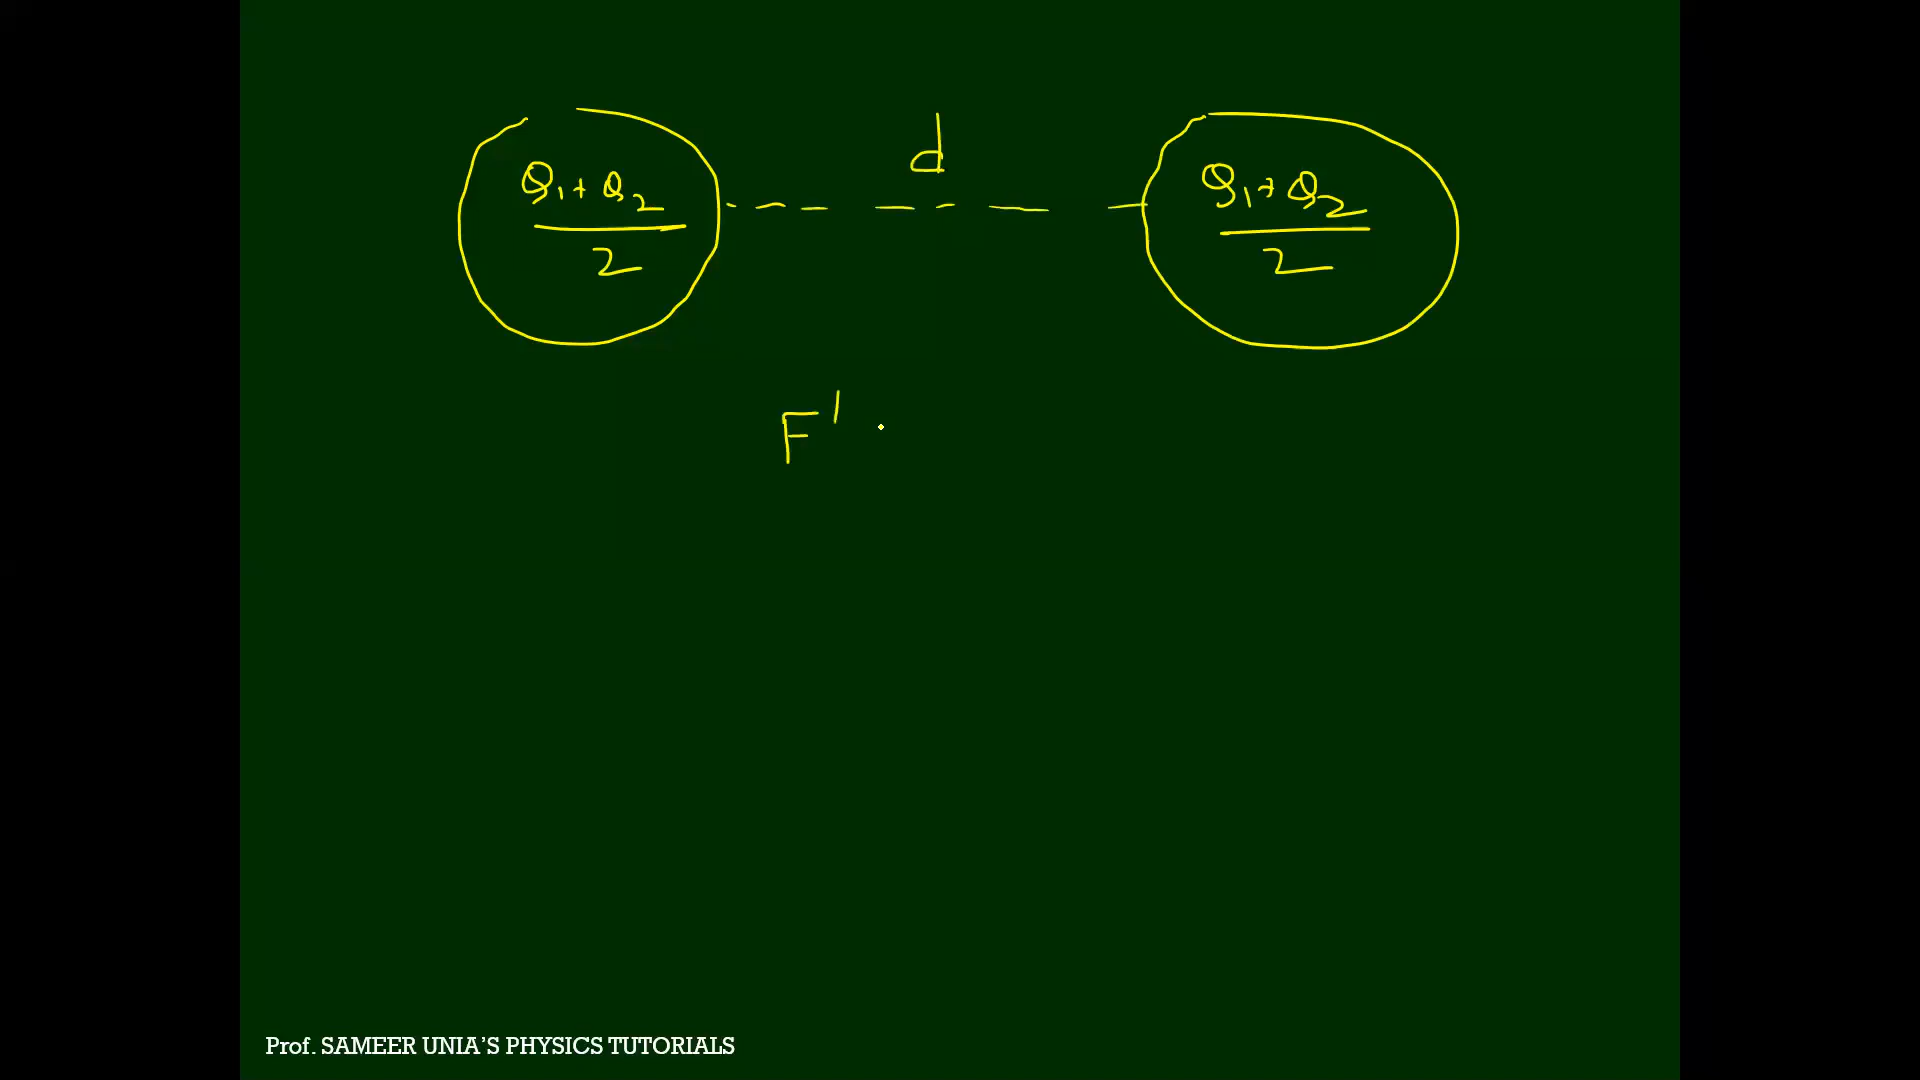 d
Q₁ + Q₂ / 2
Q₁ + Q₂ / 2
F'
Prof. SAMEER UNIA'S PHYSICS TUTORIALS